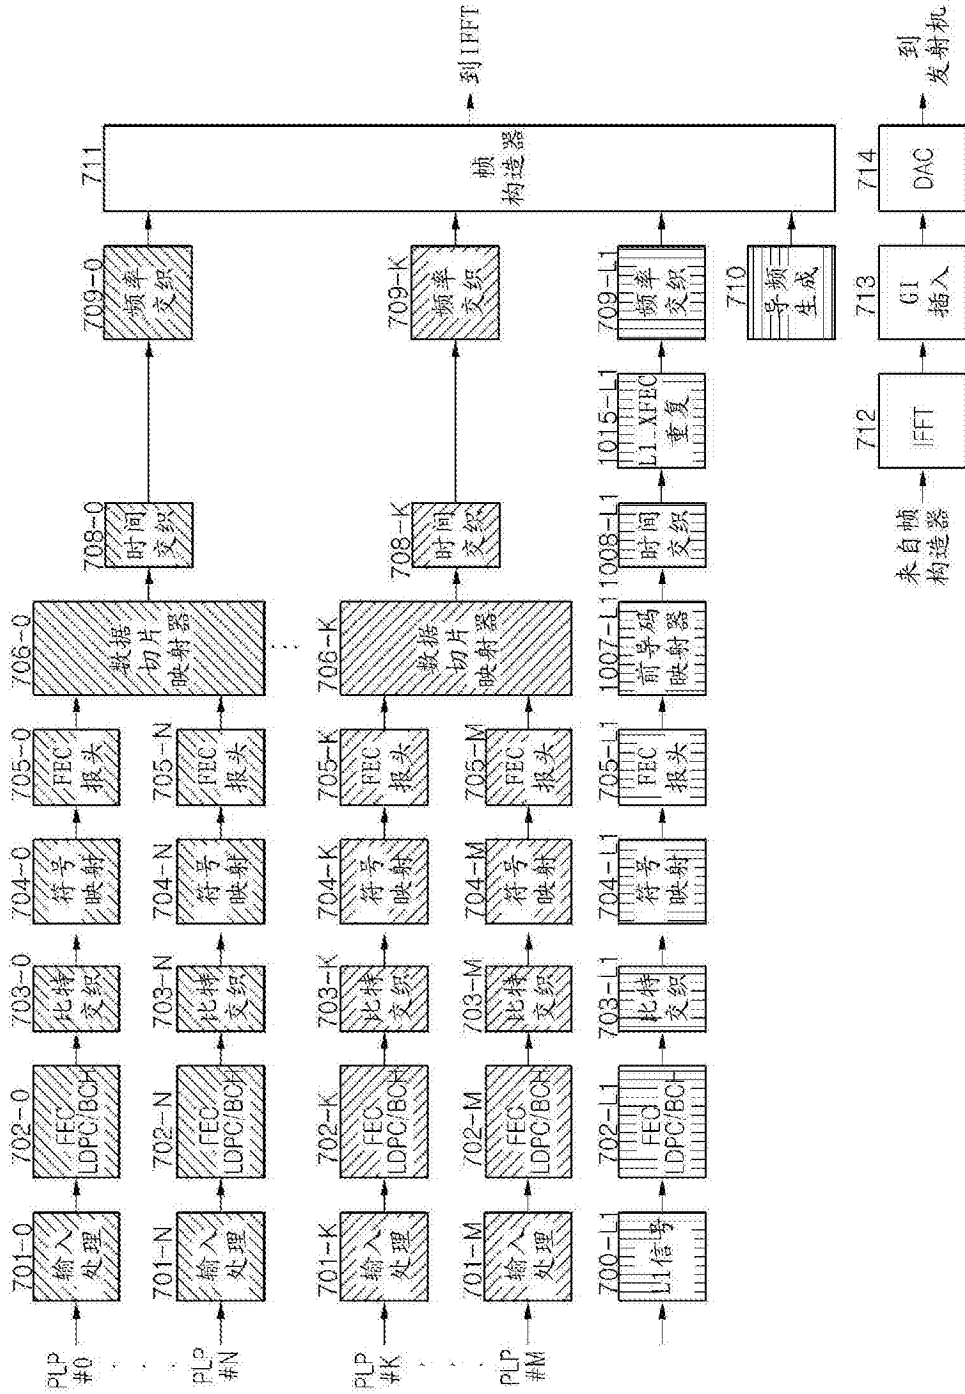 PLP
#0
701-0
输入
处理
702-0
FEC
LDPC/BCH
703-0
比特
交织
704-0
符号
映射
705-0
FEC
报头
706-0
数据
切片
映射器
708-0
时间
交织
709-0
频率
交织
PLP
#N
701-N
输入
处理
702-N
FEC
LDPC/BCH
703-N
比特
交织
704-N
符号
映射
705-N
FEC
报头
PLP
#K
701-K
输入
处理
702-K
FEC
LDPC/BCH
703-K
比特
交织
704-K
符号
映射
705-K
FEC
报头
706-K
数据
切片
映射器
708-K
时间
交织
709-K
频率
交织
PLP
#M
701-M
输入
处理
702-M
FEC
LDPC/BCH
703-M
比特
交织
704-M
符号
映射
705-M
FEC
报头
700-L1
L1信号
702-L1
FEC
LDPC/BCH
703-L1
比特
交织
704-L1
符号
映射
705-L1
FEC
报头
1007-L1
前导码
映射器
1008-L1
时间
交织
1015-L1
L1_XFEC
重复
709-L1
频率
交织
710
导频
生成
711
帧
构造器
到IFFT
来自帧
构造器
712
IFFT
713
GI
插入
714
DAC
到
发射机